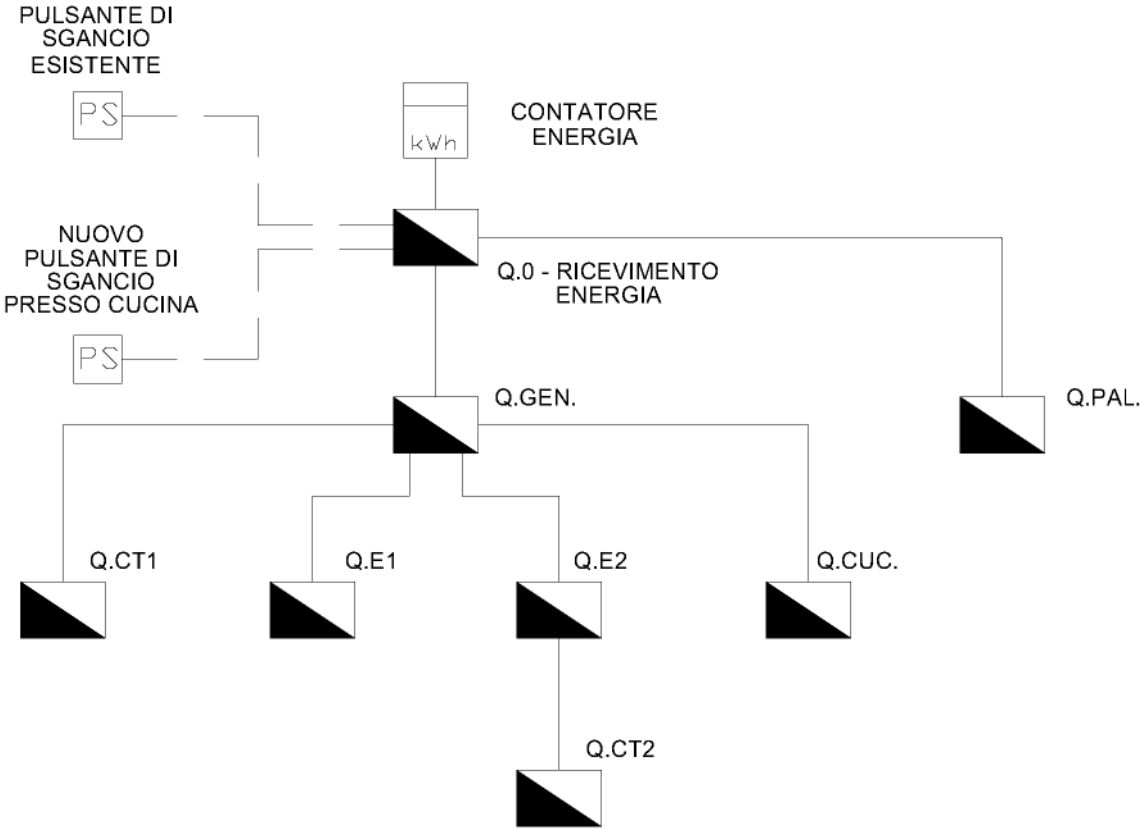 PULSANTE DI
SGANCIO
ESISTENTE
PS
kWh
CONTATORE
ENERGIA
NUOVO
PULSANTE DI
SGANCIO
PRESSO CUCINA
PS
Q.0 - RICEVIMENTO
ENERGIA
Q.GEN.
Q.PAL.
Q.CT1
Q.E1
Q.E2
Q.CUC.
Q.CT2